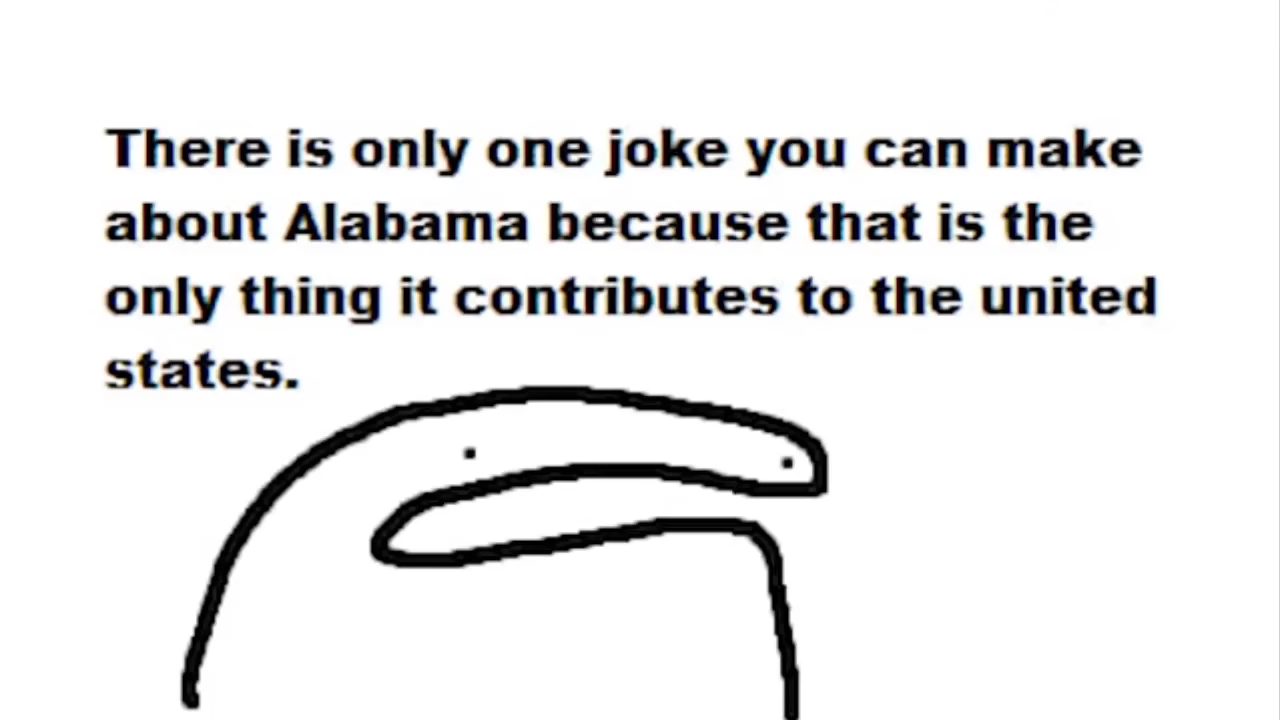 There is only one joke you can make
about Alabama because that is the
only thing it contributes to the united
states.